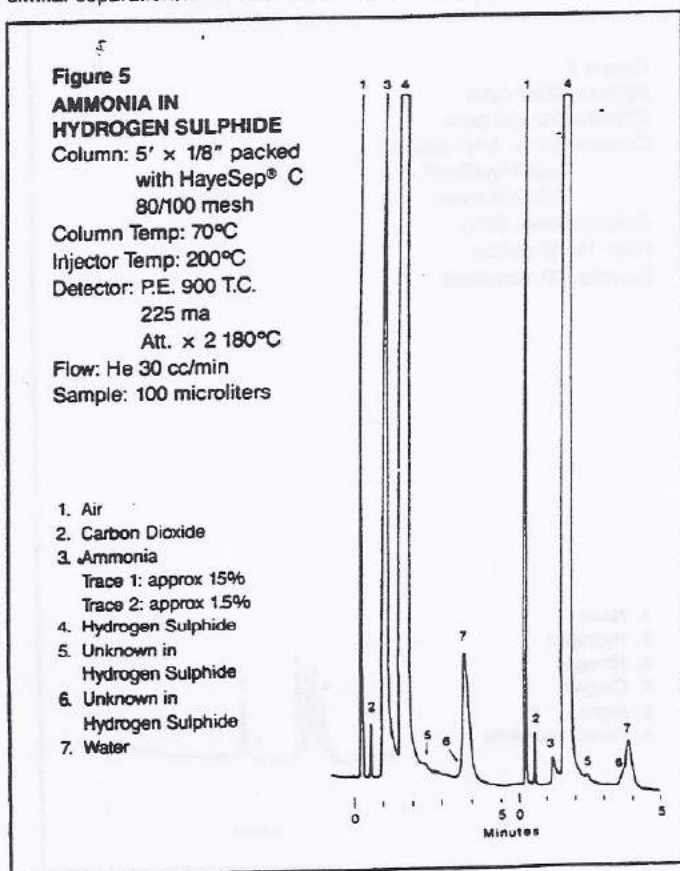 similar separation
Figure 5
AMMONIA IN
HYDROGEN SULPHIDE
Column: 5' × 1/8" packed
with HayeSep® C
80/100 mesh
Column Temp: 70°C
Injector Temp: 200°C
Detector: P.E. 900 T.C.
225 ma
Att. × 2 180°C
Flow: He 30 cc/min
Sample: 100 microliters
1. Air
2. Carbon Dioxide
3. Ammonia
Trace 1: approx 15%
Trace 2: approx 1.5%
4. Hydrogen Sulphide
5. Unknown in
Hydrogen Sulphide
6. Unknown in
Hydrogen Sulphide
7. Water
1 3 4 1 4
7
2 5 6 2 3 5 6 7
0 5 0 5
Minutes